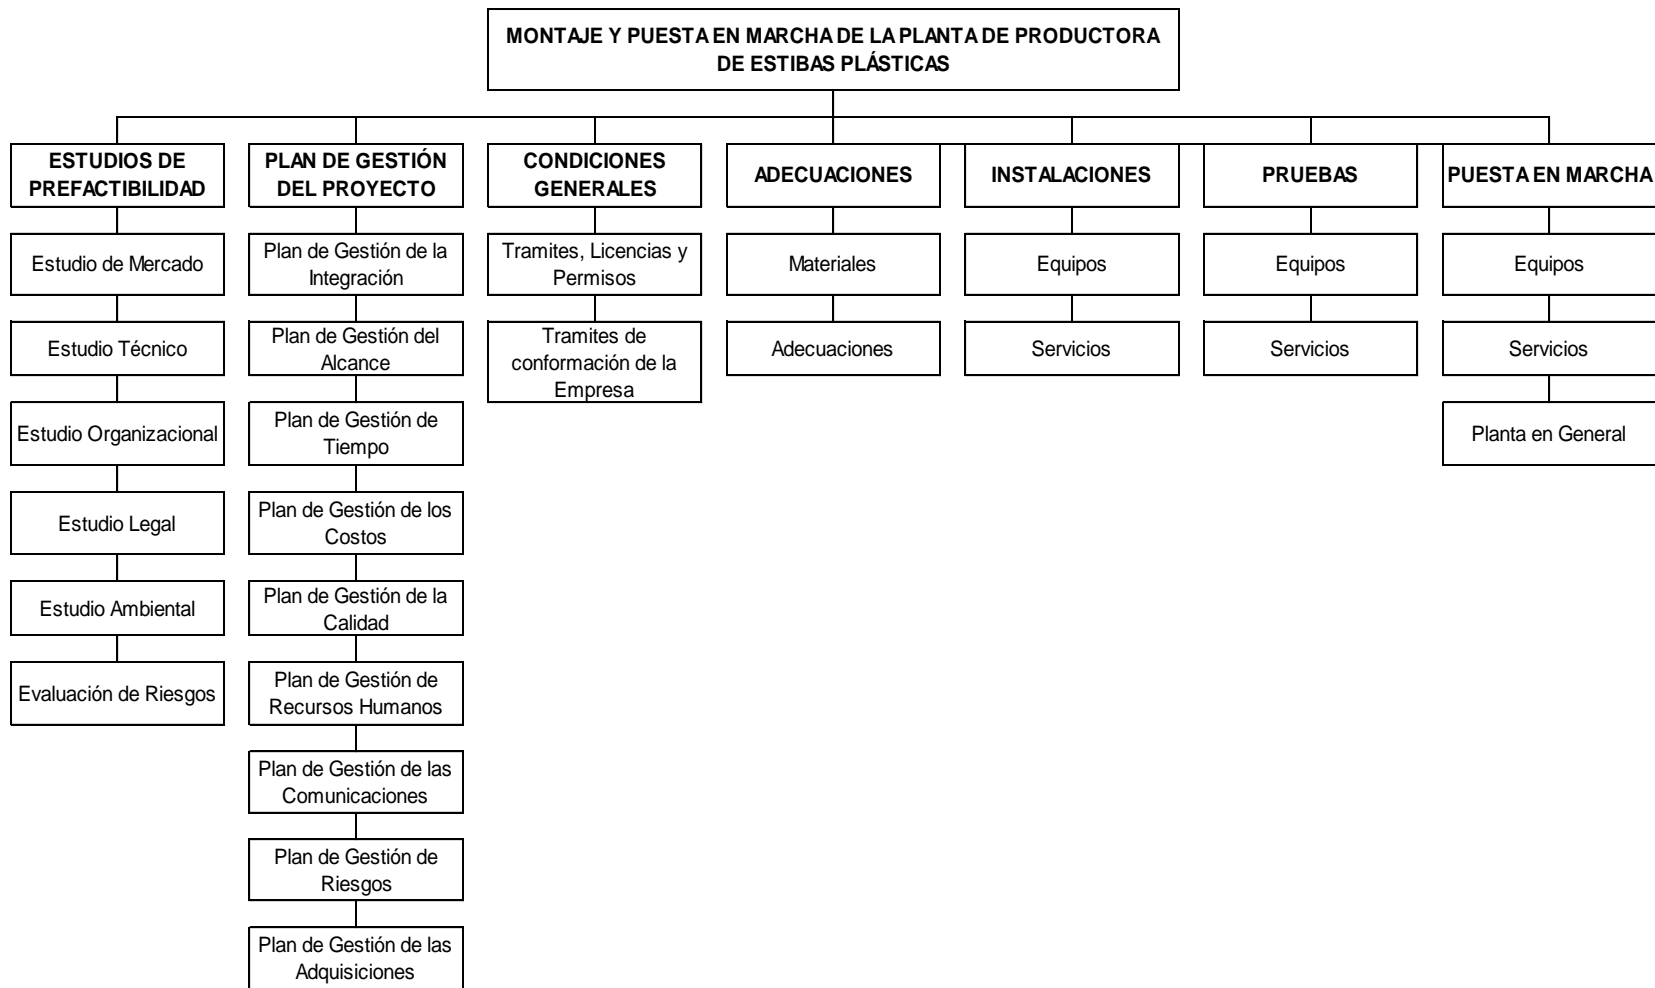 MONTAJE Y PUESTA EN MARCHA DE LA PLANTA DE PRODUCTORA
DE ESTIBAS PLÁSTICAS
ESTUDIOS DE
PREFACTIBILIDAD
Estudio de Mercado
Estudio Técnico
Estudio Organizacional
Estudio Legal
Estudio Ambiental
Evaluación de Riesgos
PLAN DE GESTIÓN
DEL PROYECTO
Plan de Gestión de la
Integración
Plan de Gestión del
Alcance
Plan de Gestión de
Tiempo
Plan de Gestión de los
Costos
Plan de Gestión de la
Calidad
Plan de Gestión de
Recursos Humanos
Plan de Gestión de las
Comunicaciones
Plan de Gestión de
Riesgos
Plan de Gestión de las
Adquisiciones
CONDICIONES
GENERALES
Tramites, Licencias y
Permisos
Tramites de
conformación de la
Empresa
ADECUACIONES
Materiales
Adecuaciones
INSTALACIONES
Equipos
Servicios
PRUEBAS
Equipos
Servicios
PUESTA EN MARCHA
Equipos
Servicios
Planta en General